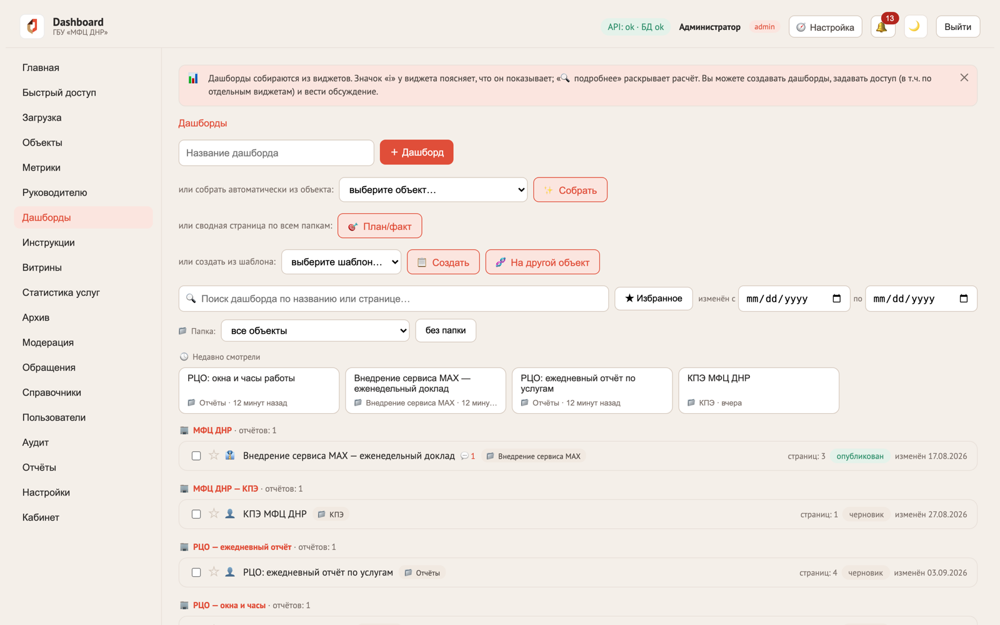 Dashboard
ГБУ «МФЦ ДНР»
API: ok · БД ok
Администратор
admin
Настройка
13
Выйти
Главная
Быстрый доступ
Загрузка
Объекты
Метрики
Руководителю
Дашборды
Инструкции
Витрины
Статистика услуг
Архив
Модерация
Обращения
Справочники
Пользователи
Аудит
Отчёты
Настройки
Кабинет
Дашборды собираются из виджетов. Значок «i» у виджета поясняет, что он показывает; «🔍 подробнее» раскрывает расчёт. Вы можете создавать дашборды, задавать доступ (в т.ч. по
отдельным виджетам) и вести обсуждение.
Дашборды
Название дашборда
+ Дашборд
или собрать автоматически из объекта:
выберите объект…
Собрать
или сводная страница по всем папкам:
План/факт
или создать из шаблона:
выберите шаблон…
Создать
На другой объект
Поиск дашборда по названию или странице…
★ Избранное
изменён с
mm/dd/yyyy
по
mm/dd/yyyy
Папка:
все объекты
без папки
Недавно смотрели
РЦО: окна и часы работы
Отчёты · 12 минут назад
Внедрение сервиса MAX —
еженедельный доклад
Внедрение сервиса MAX · 12 мину…
РЦО: ежедневный отчёт по
услугам
Отчёты · 12 минут назад
КПЭ МФЦ ДНР
КПЭ · вчера
МФЦ ДНР · отчётов: 1
Внедрение сервиса MAX — еженедельный доклад
1
Внедрение сервиса MAX
страниц: 3
опубликован
изменён 17.08.2026
МФЦ ДНР — КПЭ · отчётов: 1
КПЭ МФЦ ДНР
КПЭ
страниц: 1
черновик
изменён 27.08.2026
РЦО — ежедневный отчёт · отчётов: 1
РЦО: ежедневный отчёт по услугам
Отчёты
страниц: 4
черновик
изменён 03.09.2026
РЦО — окна и часы · отчётов: 1